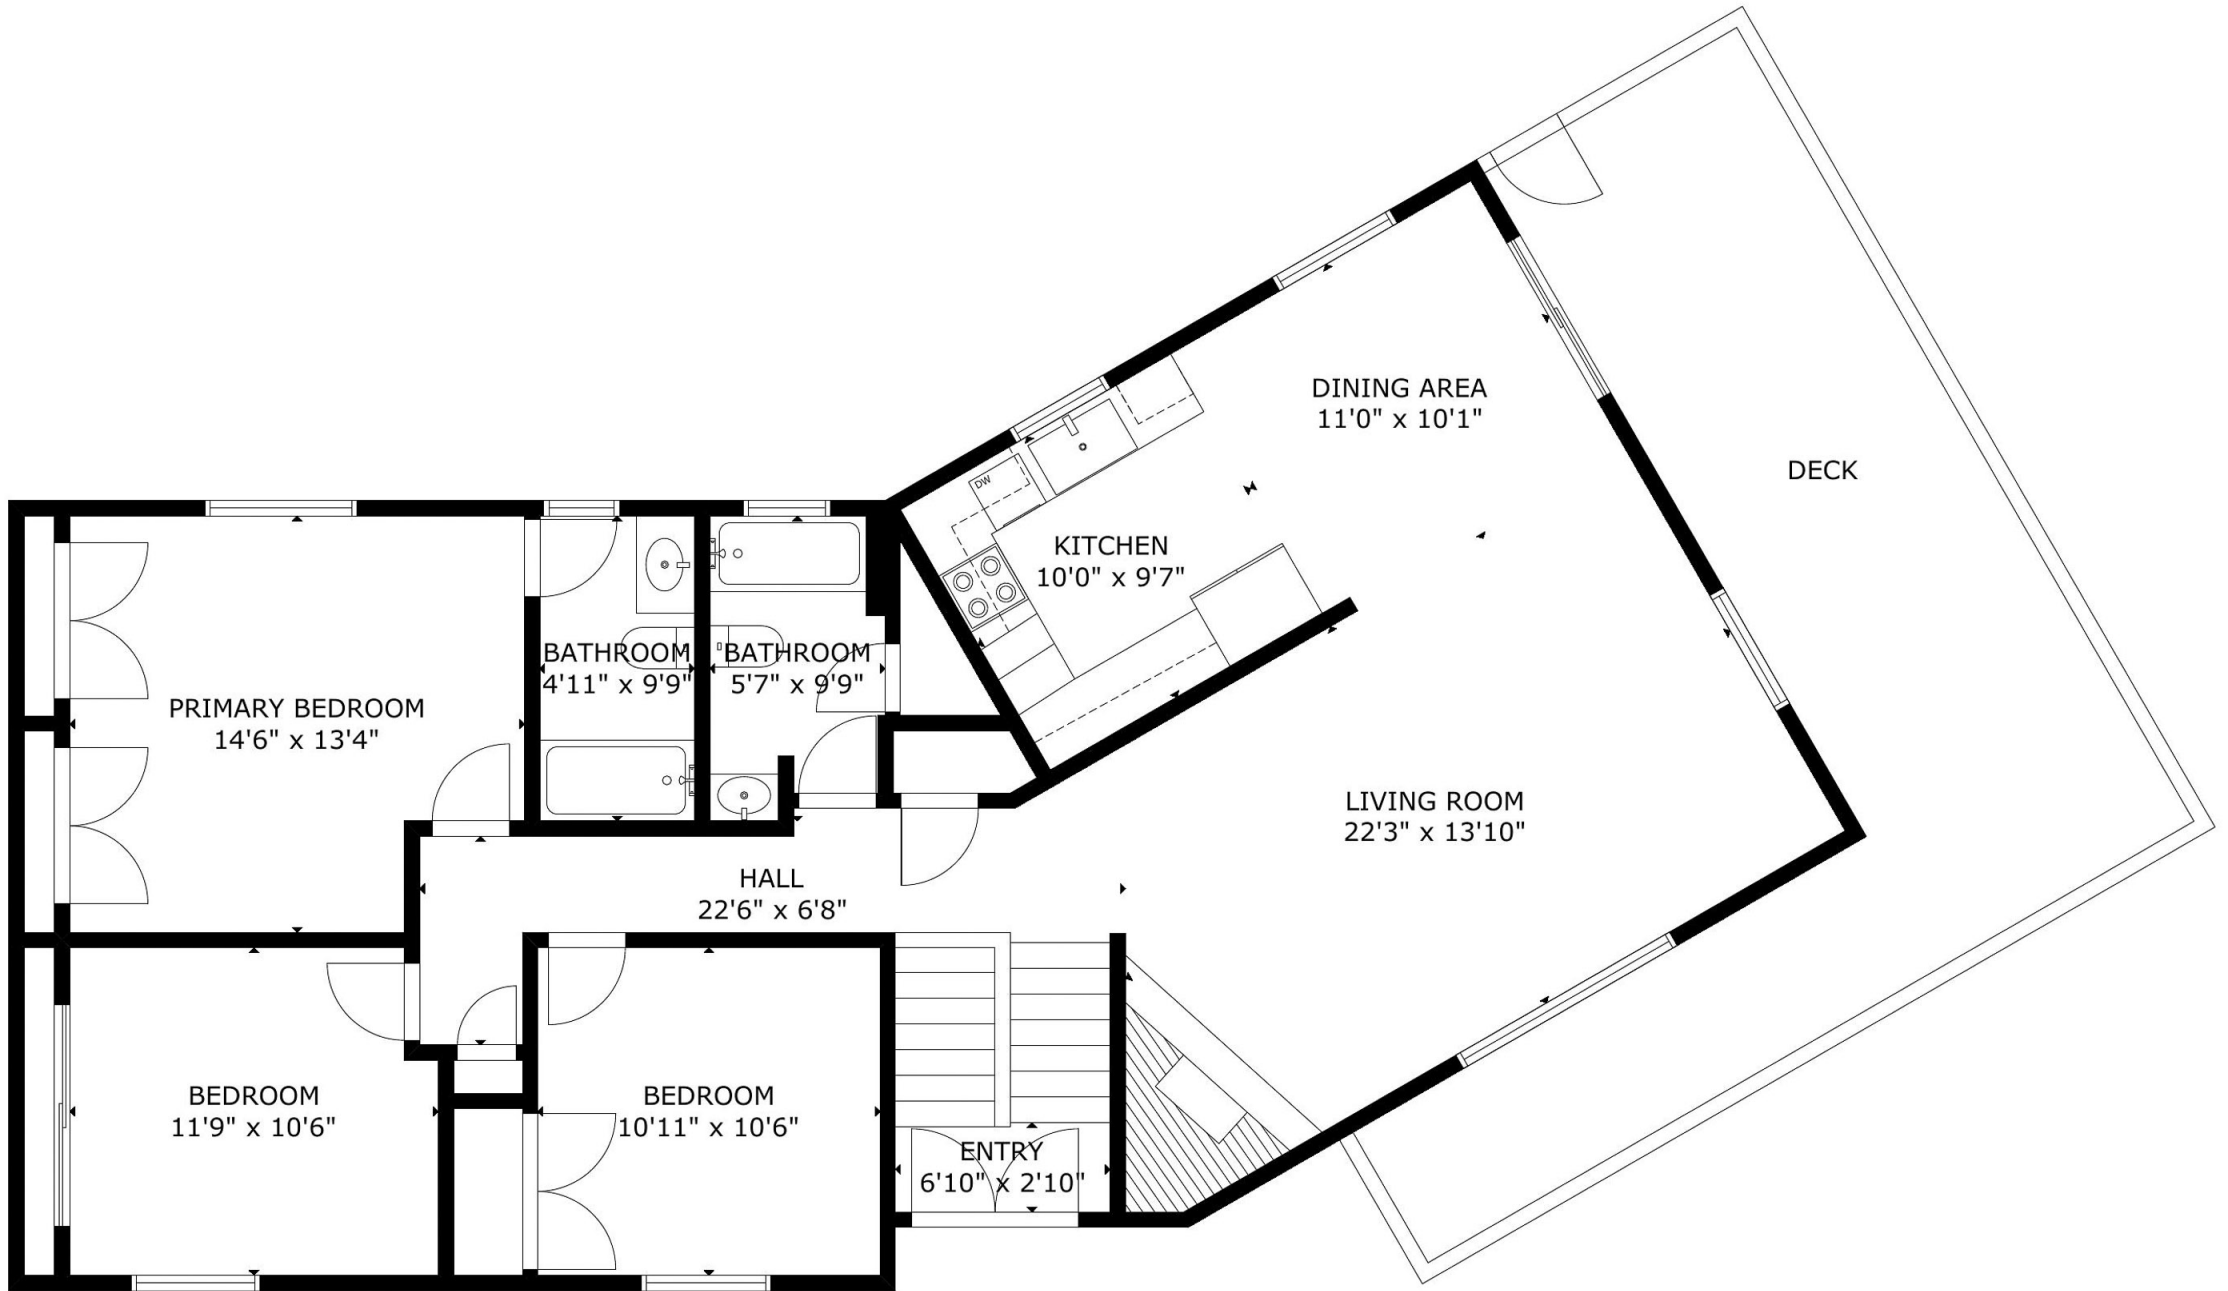 DINING AREA
11'0" x 10'1"
DECK
DW
KITCHEN
10'0" x 9'7"
BATHROOM
4'11" x 9'9"
BATHROOM
5'7" x 9'9"
PRIMARY BEDROOM
14'6" x 13'4"
LIVING ROOM
22'3" x 13'10"
HALL
22'6" x 6'8"
BEDROOM
11'9" x 10'6"
BEDROOM
10'11" x 10'6"
ENTRY
6'10" x 2'10"